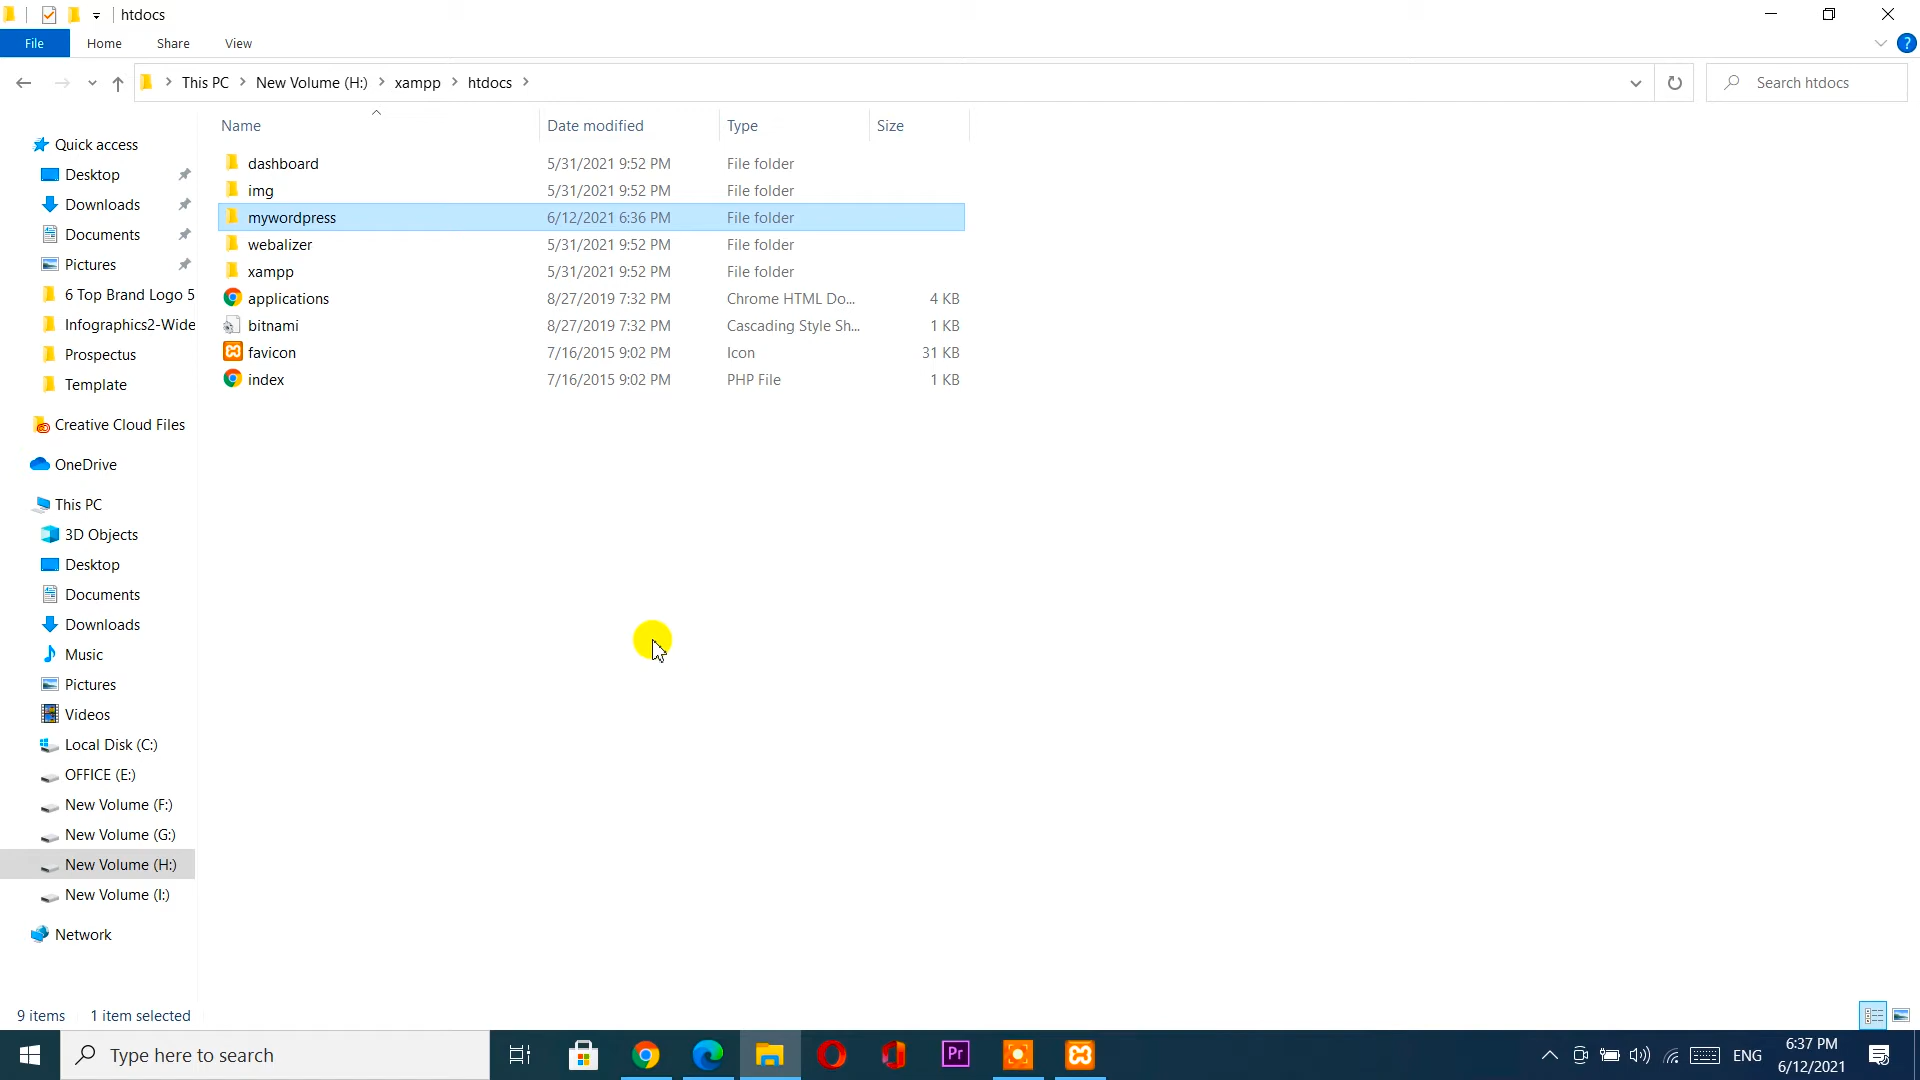 htdocs
File Home Share View
This PC New Volume (H:) xampp htdocs
Search htdocs
Name Date modified Type Size
Quick access
Desktop
Downloads
Documents
Pictures
6 Top Brand Logo 5
Infographics2-Wide
Prospectus
Template
Creative Cloud Files
OneDrive
This PC
3D Objects
Desktop
Documents
Downloads
Music
Pictures
Videos
Local Disk (C:)
OFFICE (E:)
New Volume (F:)
New Volume (G:)
New Volume (H:)
New Volume (I:)
Network
dashboard 5/31/2021 9:52 PM File folder
img 5/31/2021 9:52 PM File folder
mywordpress 6/12/2021 6:36 PM File folder
webalizer 5/31/2021 9:52 PM File folder
xampp 5/31/2021 9:52 PM File folder
applications 8/27/2019 7:32 PM Chrome HTML Do... 4 KB
bitnami 8/27/2019 7:32 PM Cascading Style Sh... 1 KB
favicon 7/16/2015 9:02 PM Icon 31 KB
index 7/16/2015 9:02 PM PHP File 1 KB
9 items 1 item selected
Type here to search
Pr
ENG
6:37 PM
6/12/2021